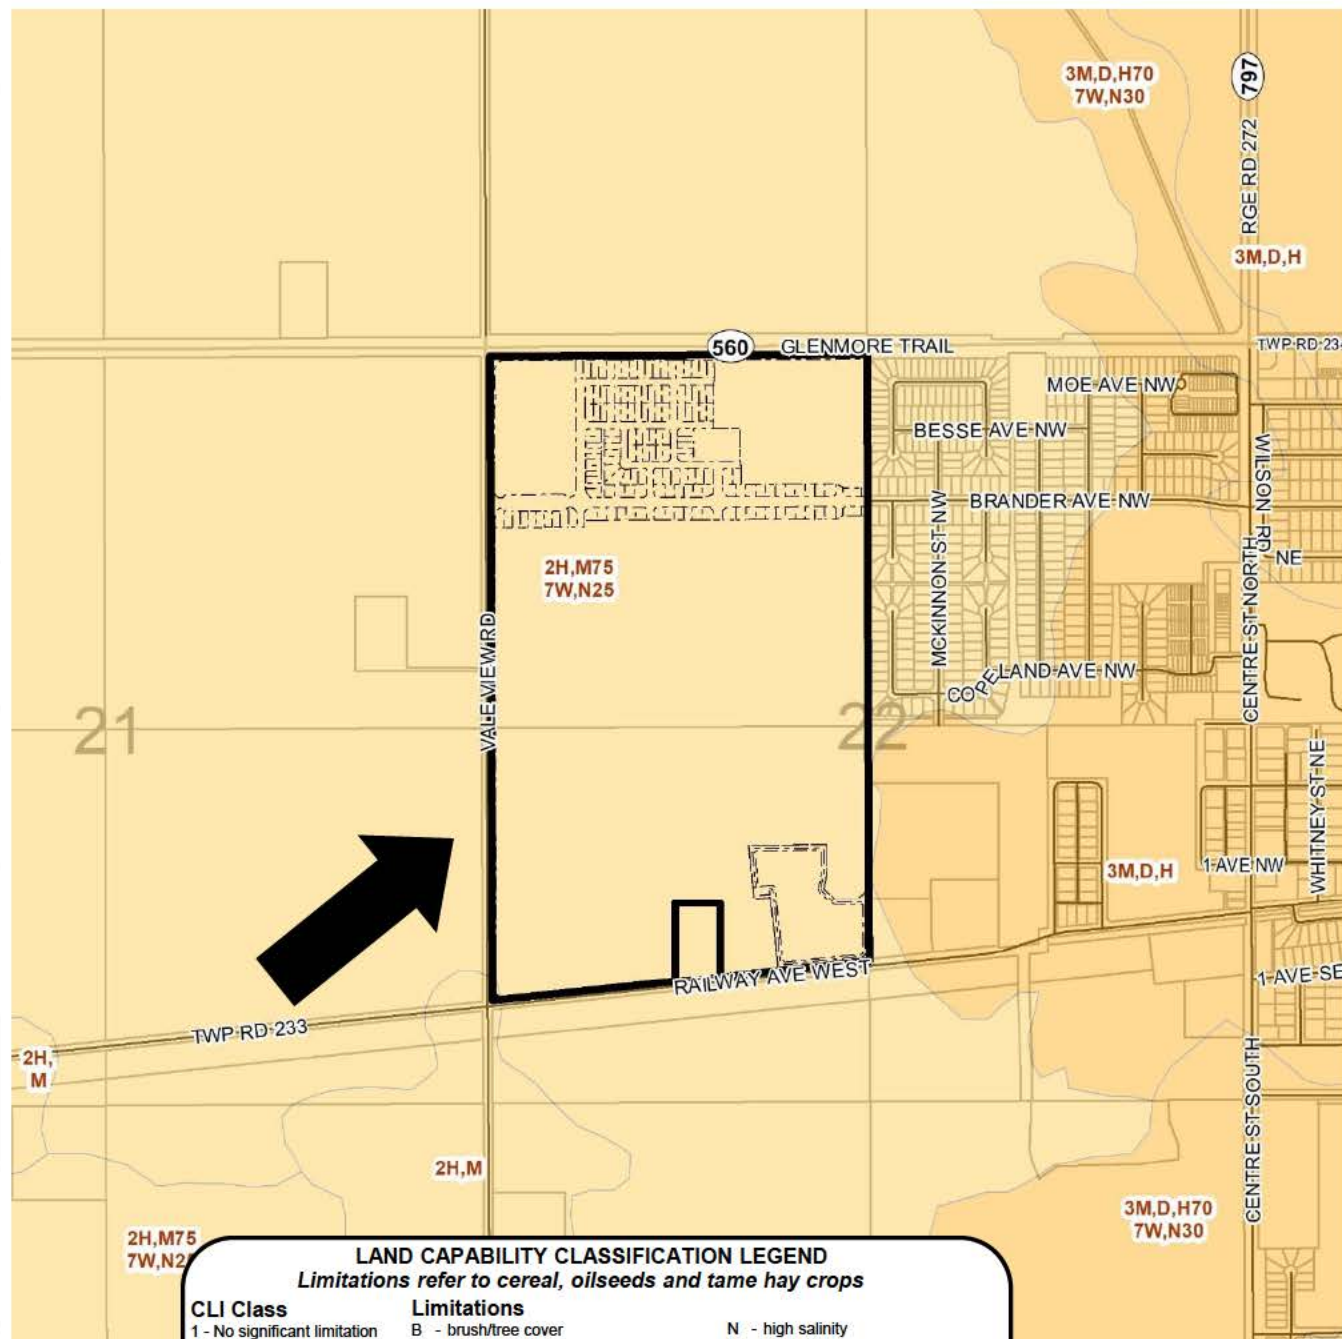 3M,D,H70
7W,N30
797
RGE RD 272
3M,D,H
560
GLENMORE TRAIL
TWP RD 234
MOE AVE NW
BESSE AVE NW
WILSON RD
NE
BRANDER AVE NW
MCKINNON ST NW
CENTRE ST NORTH
2H,M75
7W,N25
VALE VIEW RD
COPELAND AVE NW
21
22
WHITNEY ST NE
1 AVE NW
3M,D,H
RAILWAY AVE WEST
1 AVE SE
TWP RD 233
2H,
M
CENTRE ST SOUTH
2H,M
3M,D,H70
7W,N30
2H,M75
7W,N2
LAND CAPABILITY CLASSIFICATION LEGEND
Limitations refer to cereal, oilseeds and tame hay crops
CLI Class
Limitations
1 - No significant limitation
B - brush/tree cover
N - high salinity